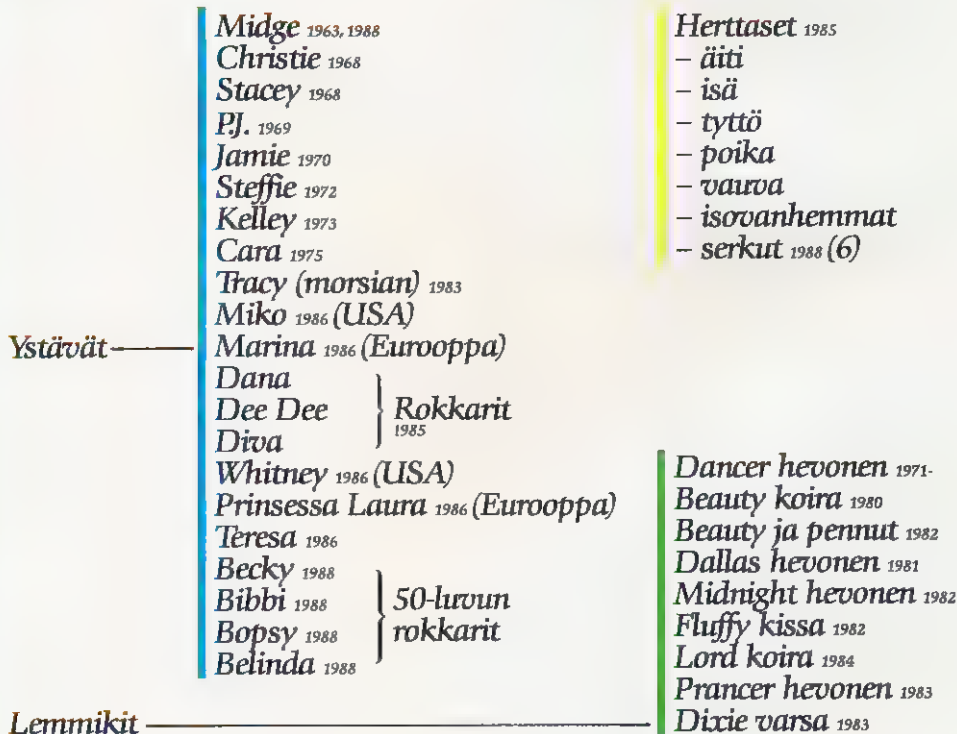 Ystävät
Midge 1963, 1988
Christie 1968
Stacey 1968
P.J. 1969
Jamie 1970
Steffie 1972
Kelley 1973
Cara 1975
Tracy (morsian) 1983
Miko 1986 (USA)
Marina 1986 (Eurooppa)
Dana
Dee Dee
Diva
Rokkarit
1985
Whitney 1986 (USA)
Prinsessa Laura 1986 (Eurooppa)
Teresa 1986
Becky 1988
Bibbi 1988
Bopsy 1988
Belinda 1988
50-luvun
rokkarit
Herttaset 1985
– äiti
– isä
– tyttö
– poika
– vauva
– isovanhemmat
– serkut 1988 (6)
Lemmikit
Dancer hevonen 1971-
Beauty koira 1980
Beauty ja pennut 1982
Dallas hevonen 1981
Midnight hevonen 1982
Fluffy kissa 1982
Lord koira 1984
Prancer hevonen 1983
Dixie varsa 1983